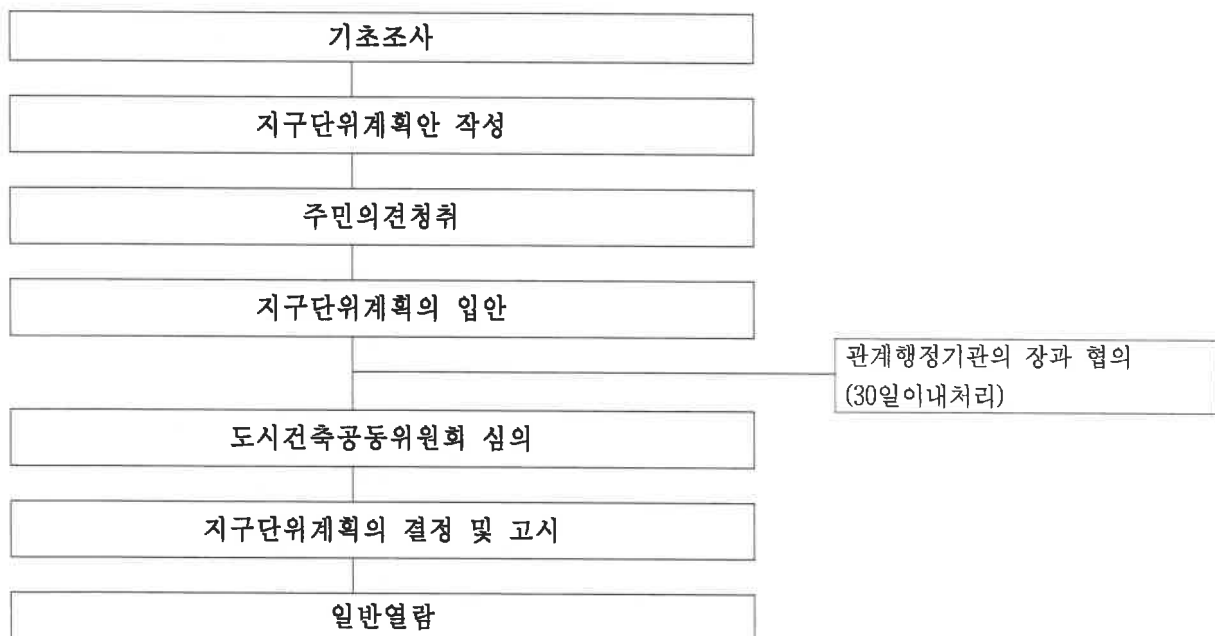 기초조사
지구단위계획안 작성
주민의견청취
지구단위계획의 입안
관계행정기관의 장과 협의
(30일이내처리)
도시건축공동위원회 심의
지구단위계획의 결정 및 고시
일반열람